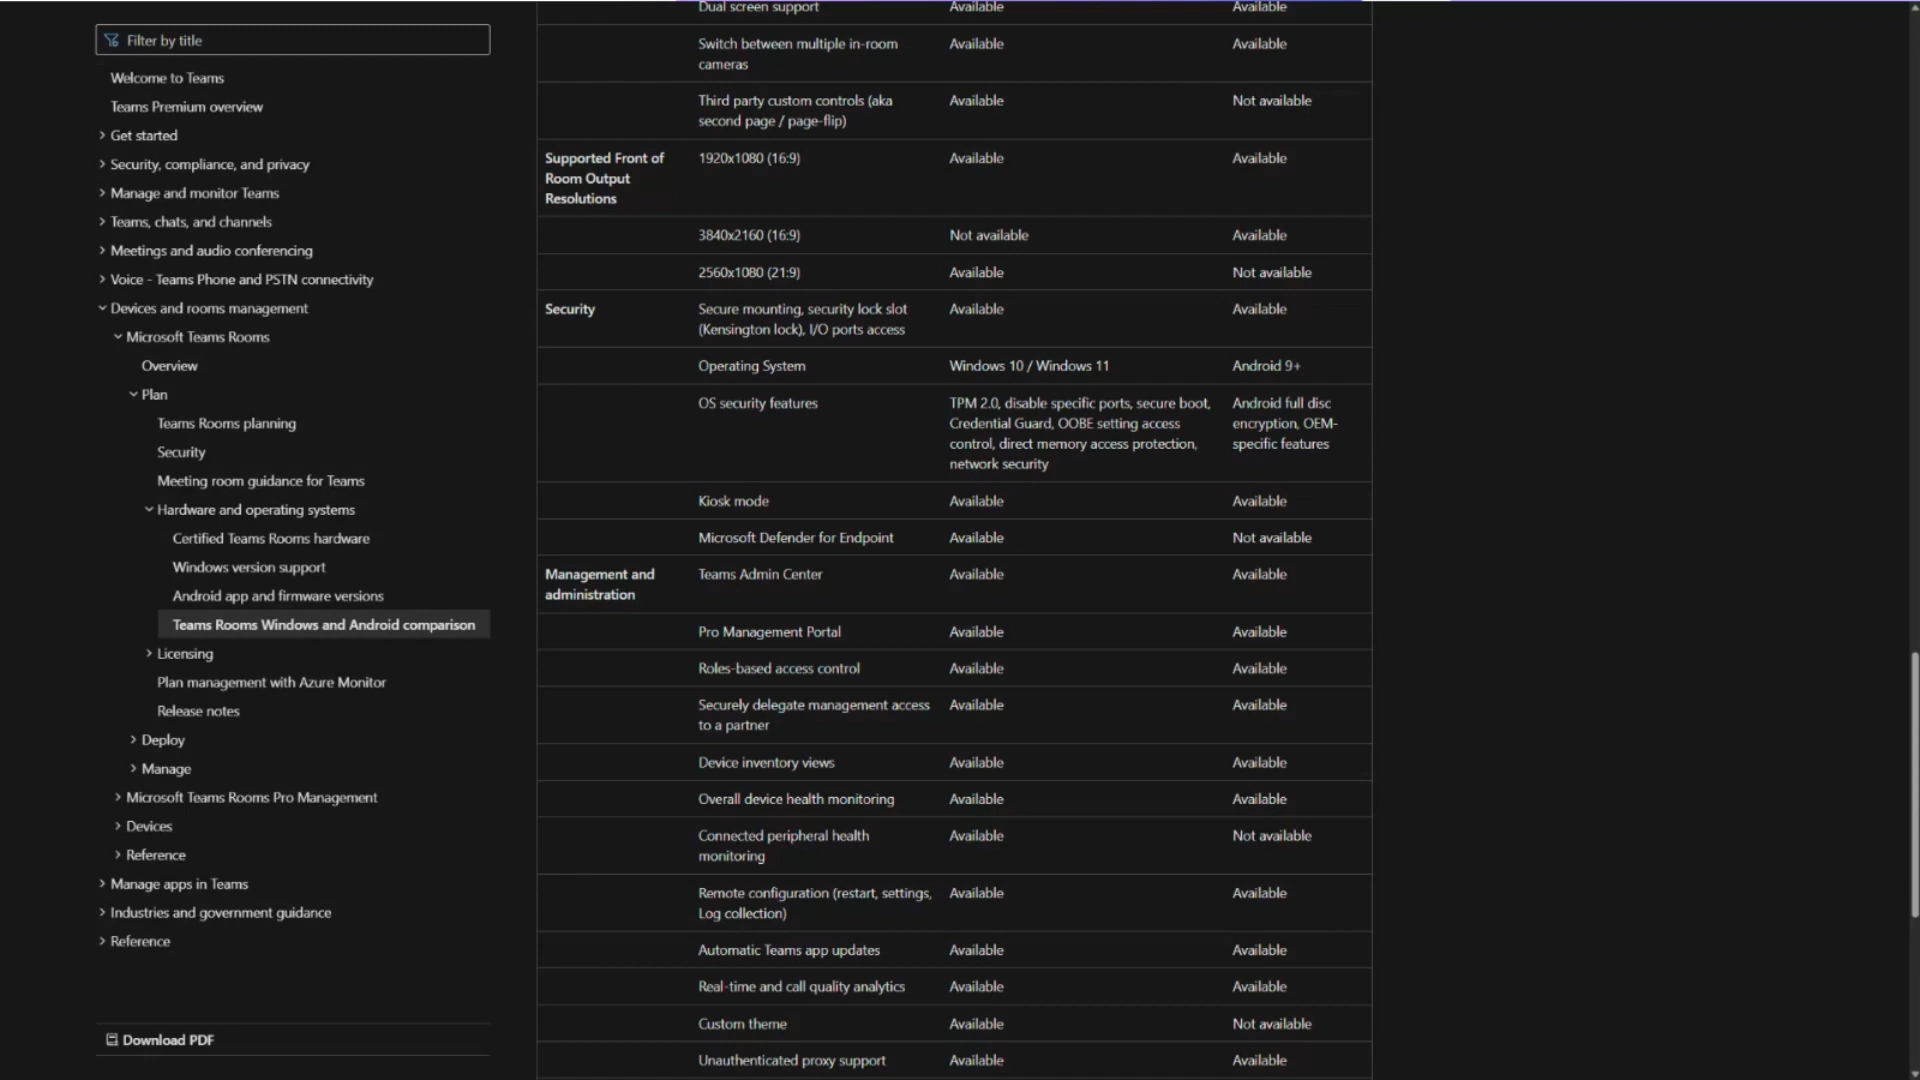 Filter by title
Welcome to Teams
Teams Premium overview
Get started
Security, compliance, and privacy
Manage and monitor Teams
Teams, chats, and channels
Meetings and audio conferencing
Voice - Teams Phone and PSTN connectivity
Devices and rooms management
Microsoft Teams Rooms
Overview
Plan
Teams Rooms planning
Security
Meeting room guidance for Teams
Hardware and operating systems
Certified Teams Rooms hardware
Windows version support
Android app and firmware versions
Teams Rooms Windows and Android comparison
Licensing
Plan management with Azure Monitor
Release notes
Deploy
Manage
Microsoft Teams Rooms Pro Management
Devices
Reference
Manage apps in Teams
Industries and government guidance
Reference
Download PDF
Dual screen support Available Available
Switch between multiple in-room Available Available
cameras
Third party custom controls (aka Available Not available
second page / page-flip)
Supported Front of 1920x1080 (16:9) Available Available
Room Output
Resolutions
3840x2160 (16:9) Not available Available
2560x1080 (21:9) Available Not available
Security Secure mounting, security lock slot Available Available
(Kensington lock), I/O ports access
Operating System Windows 10 / Windows 11 Android 9+
OS security features TPM 2.0, disable specific ports, secure boot, Android full disc
Credential Guard, OOBE setting access encryption, OEM-
control, direct memory access protection, specific features
network security
Kiosk mode Available Available
Microsoft Defender for Endpoint Available Not available
Management and Teams Admin Center Available Available
administration
Pro Management Portal Available Available
Roles-based access control Available Available
Securely delegate management access Available Available
to a partner
Device inventory views Available Available
Overall device health monitoring Available Available
Connected peripheral health Available Not available
monitoring
Remote configuration (restart, settings, Available Available
Log collection)
Automatic Teams app updates Available Available
Real-time and call quality analytics Available Available
Custom theme Available Not available
Unauthenticated proxy support Available Available